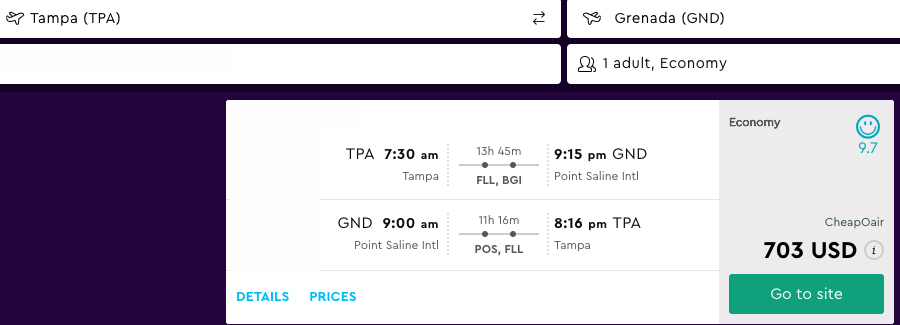 Tampa (TPA)
Grenada (GND)
1 adult, Economy
Economy
9.7
TPA 7:30 am
13h 45m
9:15 pm GND
Tampa
FLL, BGI
Point Saline Intl
GND 9:00 am
11h 16m
8:16 pm TPA
Point Saline Intl
POS, FLL
Tampa
CheapOair
703 USD i
DETAILS PRICES
Go to site